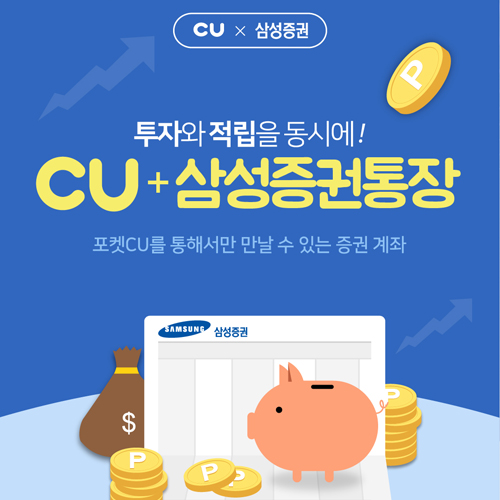 CU × 삼성증권
P
투자와 적립을 동시에!
CU + 삼성증권통장
포켓CU를 통해서만 만날 수 있는 증권 계좌
SAMSUNG 삼성증권
$
P
P
P